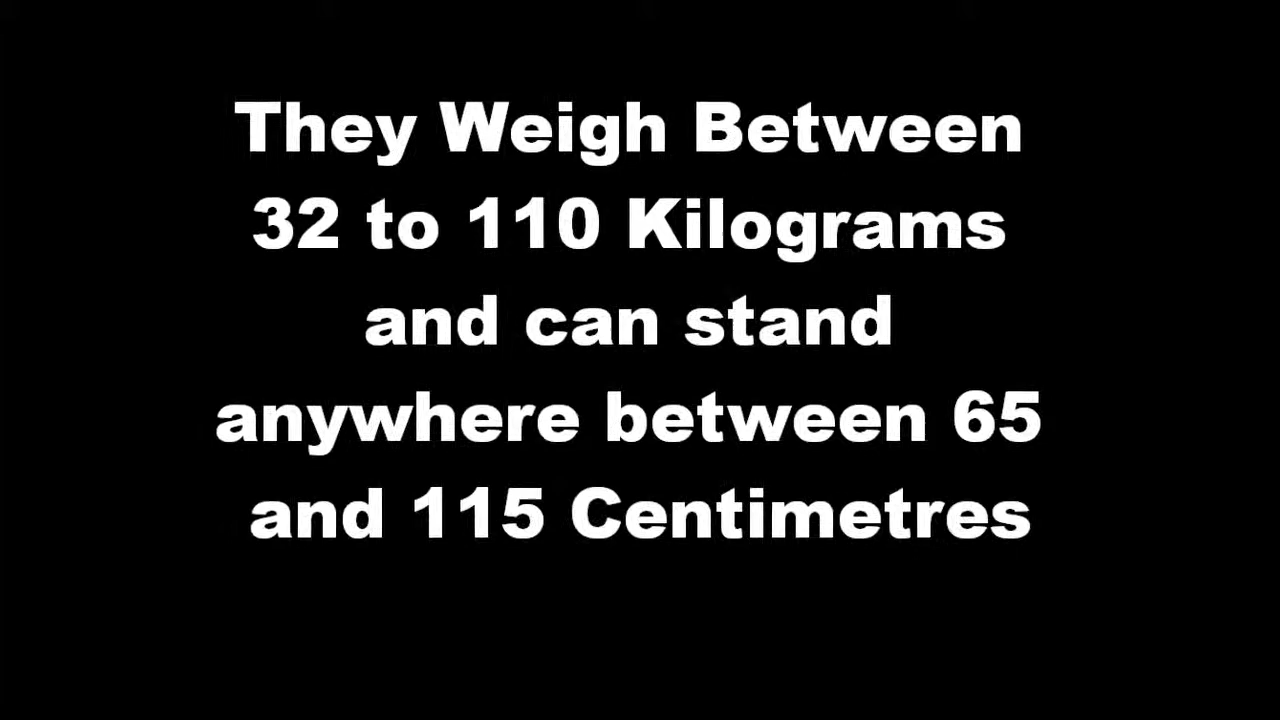 They Weigh Between
32 to 110 Kilograms
and can stand
anywhere between 65
and 115 Centimetres